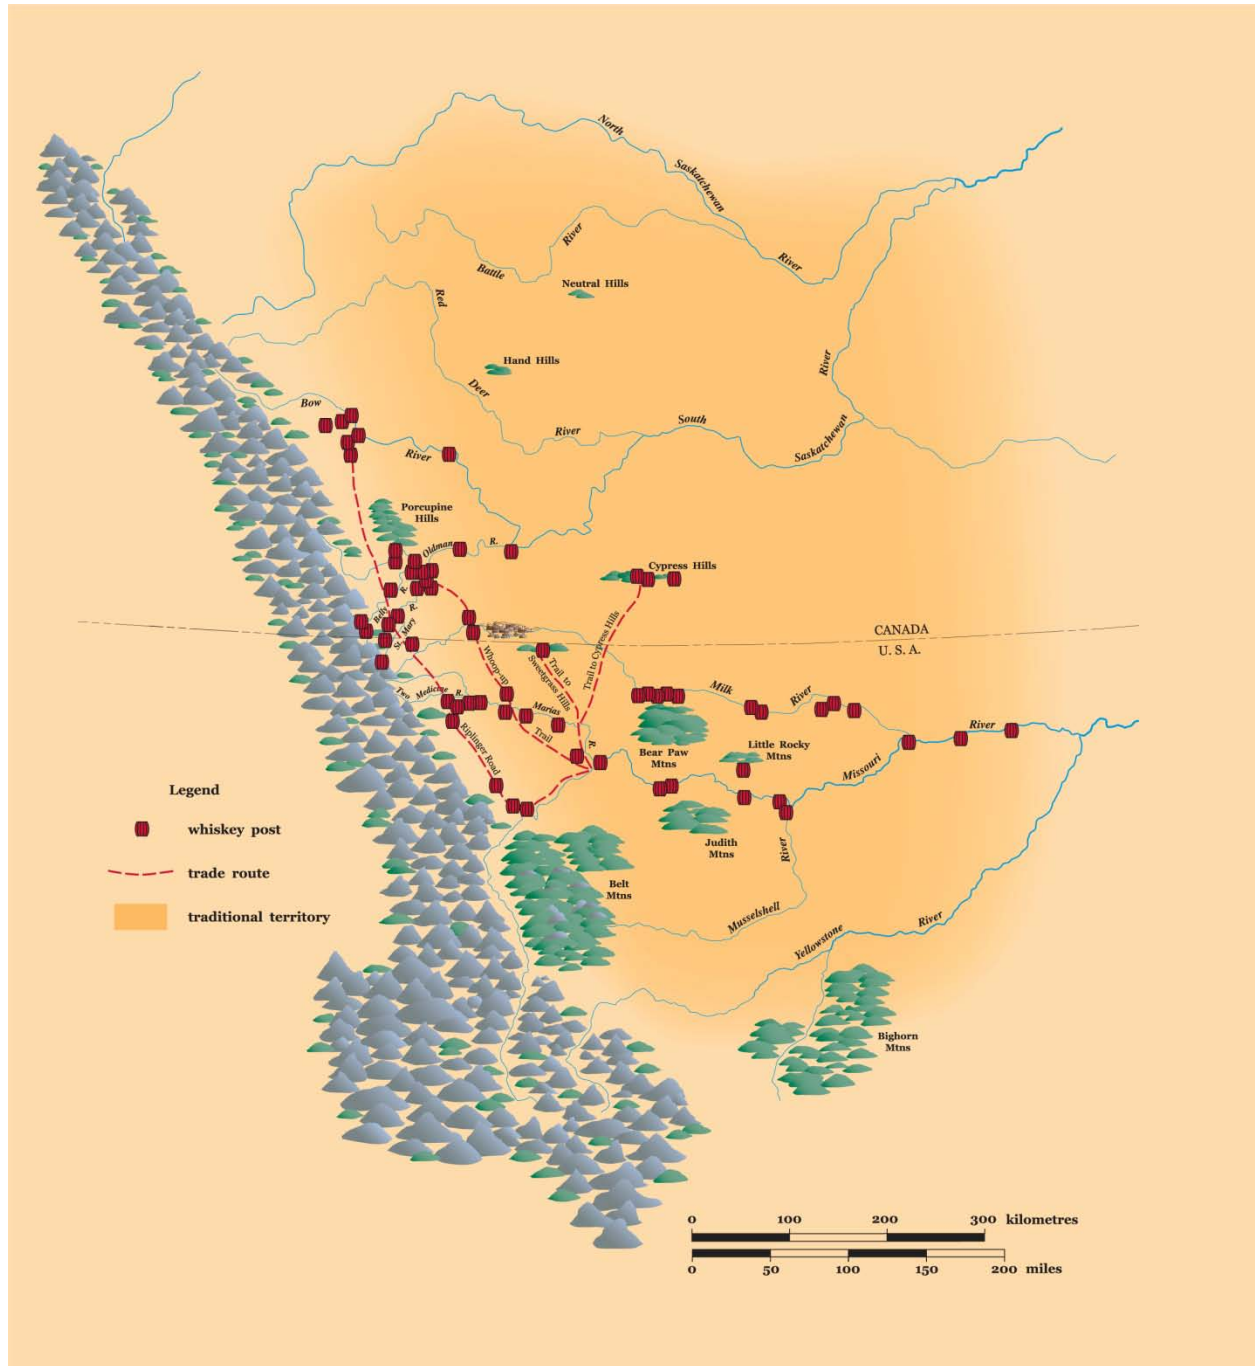 North
Saskatchewan
River
River
Battle
Neutral Hills
Red
Hand Hills
Deer
River
River
Bow
South
Saskatchewan
River
Porcupine
Hills
Oldman
R.
Cypress Hills
Belly
R.
St. Mary
R.
CANADA
U. S. A.
Whoop-up
Trail
Trail to
Sweetgrass Hills
Trail to Cypress Hills
Two
Medicine
R.
Marias
R.
Milk
River
River
Riplinger Road
Bear Paw
Mtns
Little Rocky
Mtns
Missouri
Judith
Mtns
River
Belt
Mtns
Musselshell
Yellowstone
River
Bighorn
Mtns
Legend
whiskey post
trade route
traditional territory
0 100 200 300 kilometres
0 50 100 150 200 miles